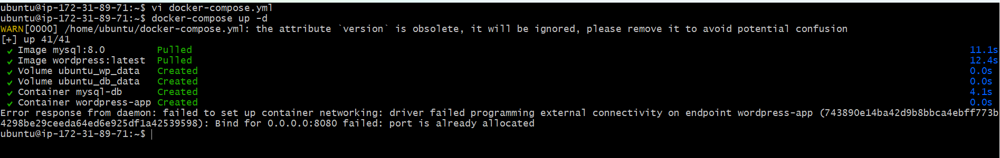 ubuntu@ip-172-31-89-71:~$ vi docker-compose.yml
ubuntu@ip-172-31-89-71:~$ docker-compose up -d
WARN[0000] /home/ubuntu/docker-compose.yml: the attribute `version` is obsolete, it will be ignored, please remove it to avoid potential confusion
[+] up 41/41
✔ Image mysql:8.0 Pulled 11.1s
✔ Image wordpress:latest Pulled 12.4s
✔ Volume ubuntu_wp_data Created 0.0s
✔ Volume ubuntu_db_data Created 0.0s
✔ Container mysql-db Created 4.1s
✔ Container wordpress-app Created 0.0s
Error response from daemon: failed to set up container networking: driver failed programming external connectivity on endpoint wordpress-app (743890e14ba42d9b8bbca4ebff773b
4298be29ceeda64ed6e925df1a42539598): Bind for 0.0.0.0:8080 failed: port is already allocated
ubuntu@ip-172-31-89-71:~$